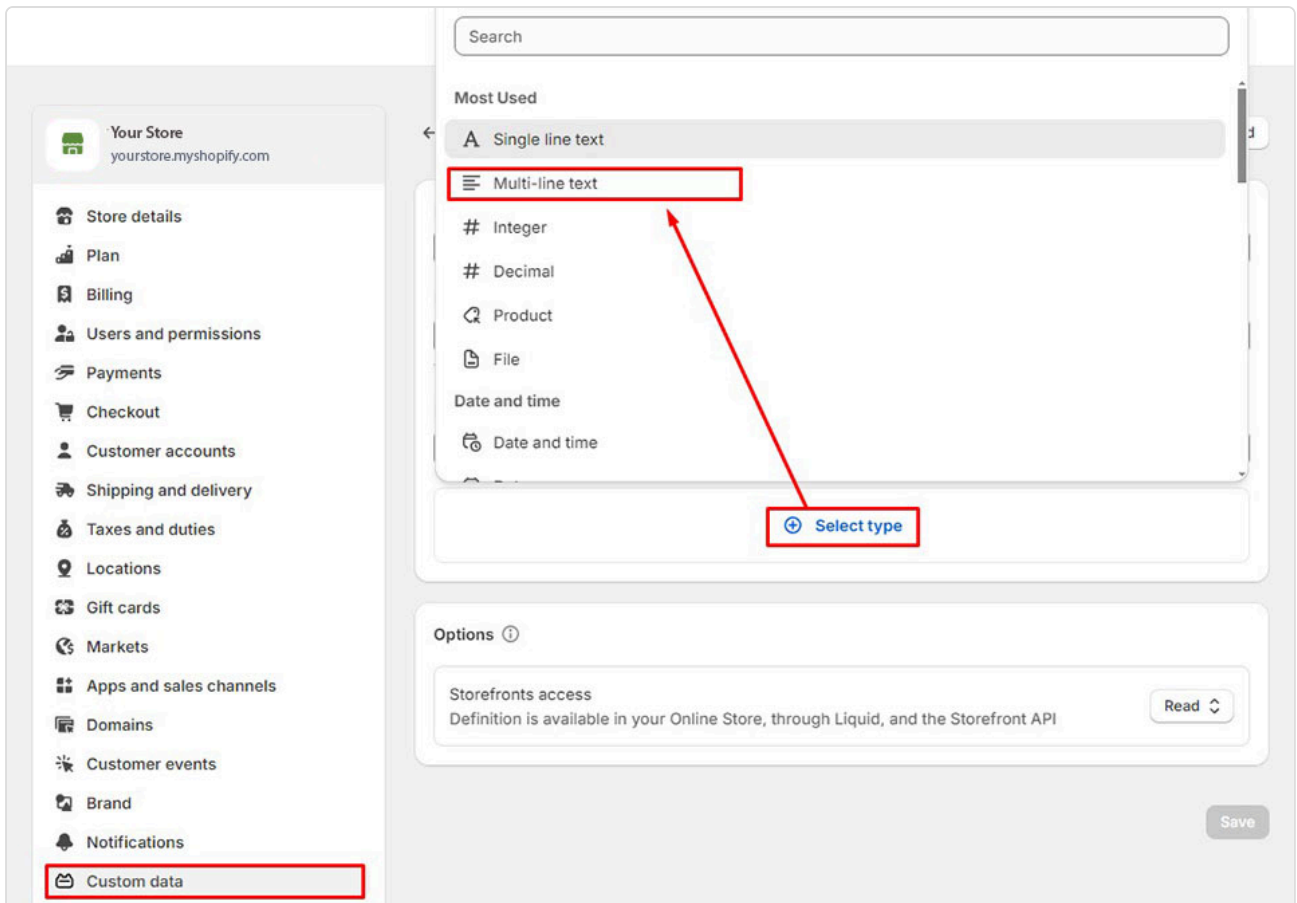 Search
Most Used
Single line text
Multi-line text
Integer
Decimal
Product
File
Date and time
Date and time
Select type
Your Store
yourstore.myshopify.com
Store details
Plan
Billing
Users and permissions
Payments
Checkout
Customer accounts
Shipping and delivery
Taxes and duties
Locations
Gift cards
Markets
Apps and sales channels
Domains
Customer events
Brand
Notifications
Custom data
Options
Storefronts access
Definition is available in your Online Store, through Liquid, and the Storefront API
Read
Save